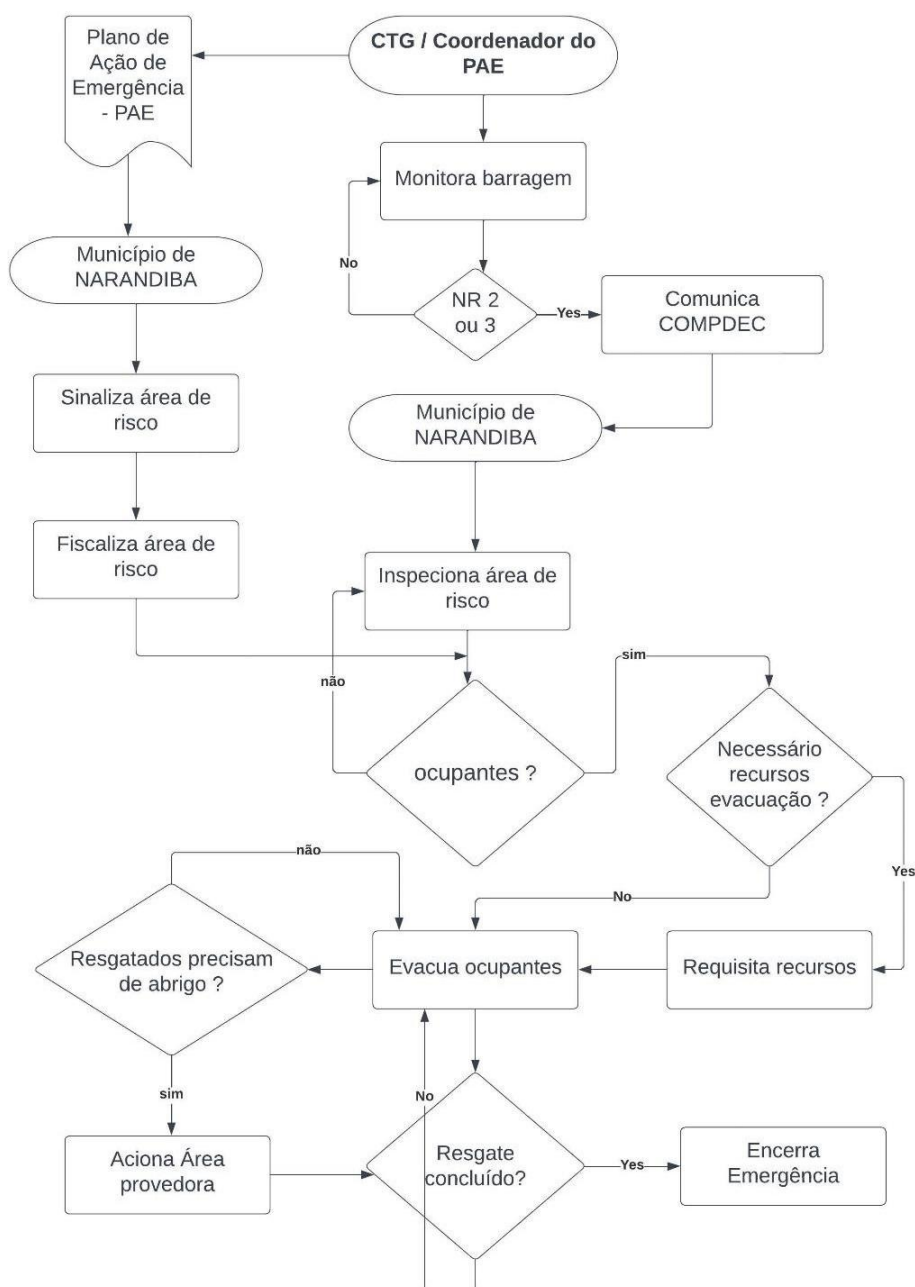 Plano de
Ação de
Emergência
- PAE
CTG / Coordenador do
PAE
Monitora barragem
Município de
NARANDIBA
No
NR 2
ou 3
Yes
Comunica
COMPDEC
Sinaliza área de
risco
Município de
NARANDIBA
Fiscaliza área de
risco
Inspeciona área de
risco
não
sim
ocupantes ?
Necessário
recursos
evacuação ?
não
Yes
No
Resgatados precisam
de abrigo ?
Evacua ocupantes
Requisita recursos
sim
No
Aciona Área
provedora
Resgate
concluído?
Yes
Encerra
Emergência